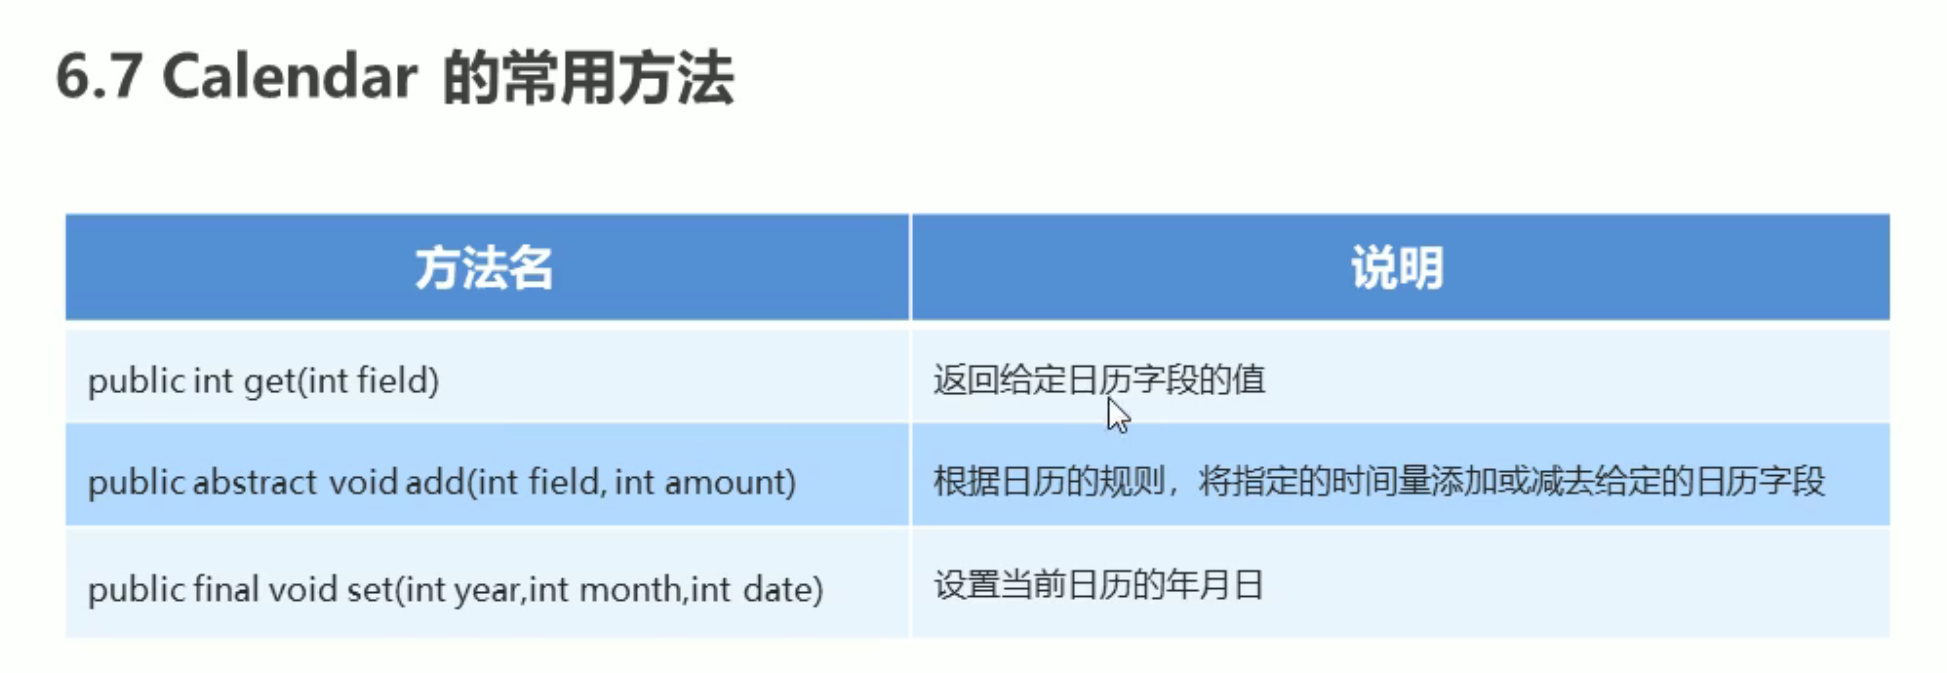 6.7 Calendar 的常用方法
方法名 说明
public int get(int field) 返回给定日历字段的值
public abstract void add(int field, int amount) 根据日历的规则，将指定的时间量添加或减去给定的日历字段
public final void set(int year,int month,int date) 设置当前日历的年月日